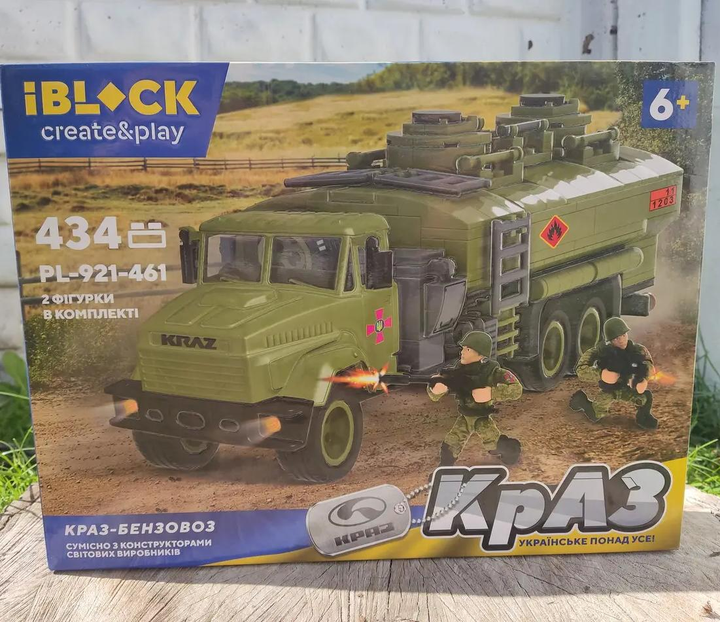 iBLOCK
create&play
6+
434
PL-921-461
2 ФІГУРКИ
В КОМПЛЕКТІ
11
1203
KRAZ
КРАЗ
КрАЗ
УКРАЇНСЬКЕ ПОНАД УСЕ!
КРАЗ-БЕНЗОВОЗ
СУМІСНО З КОНСТРУКТОРАМИ
СВІТОВИХ ВИРОБНИКІВ